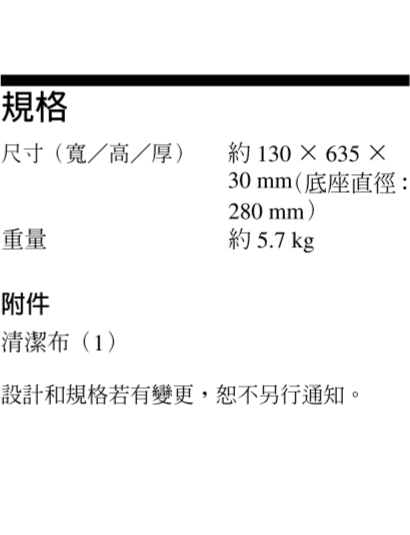 規格
尺寸（寬／高／厚） 約 130 × 635 ×
30 mm（底座直徑：
280 mm）
重量 約 5.7 kg
附件
清潔布（1）
設計和規格若有變更，恕不另行通知。